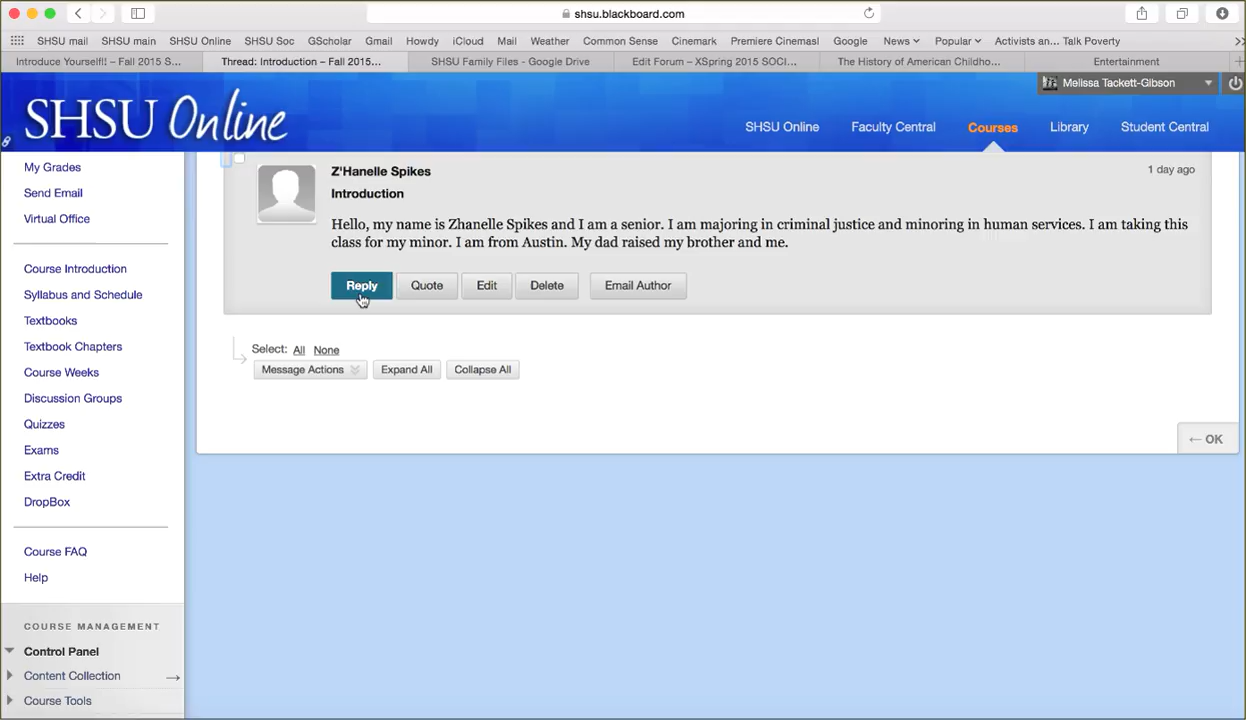 shsu.blackboard.com
SHSU mail SHSU main SHSU Online SHSU Soc GScholar Gmail Howdy iCloud Mail Weather Common Sense Cinemark Premiere Cinemasl Google News Popular Activists an... Talk Poverty
Introduce Yourself!! – Fall 2015 S... Thread: Introduction – Fall 2015... SHSU Family Files - Google Drive Edit Forum – XSpring 2015 SOCI... The History of American Childho... Entertainment
Melissa Tackett-Gibson
SHSU Online
SHSU Online Faculty Central Courses Library Student Central
My Grades
Send Email
Virtual Office
Course Introduction
Syllabus and Schedule
Textbooks
Textbook Chapters
Course Weeks
Discussion Groups
Quizzes
Exams
Extra Credit
DropBox
Course FAQ
Help
COURSE MANAGEMENT
Control Panel
Content Collection →
Course Tools
Z'Hanelle Spikes
1 day ago
Introduction
Hello, my name is Zhanelle Spikes and I am a senior. I am majoring in criminal justice and minoring in human services. I am taking this
class for my minor. I am from Austin. My dad raised my brother and me.
Reply Quote Edit Delete Email Author
Select: All None
Message Actions Expand All Collapse All
← OK